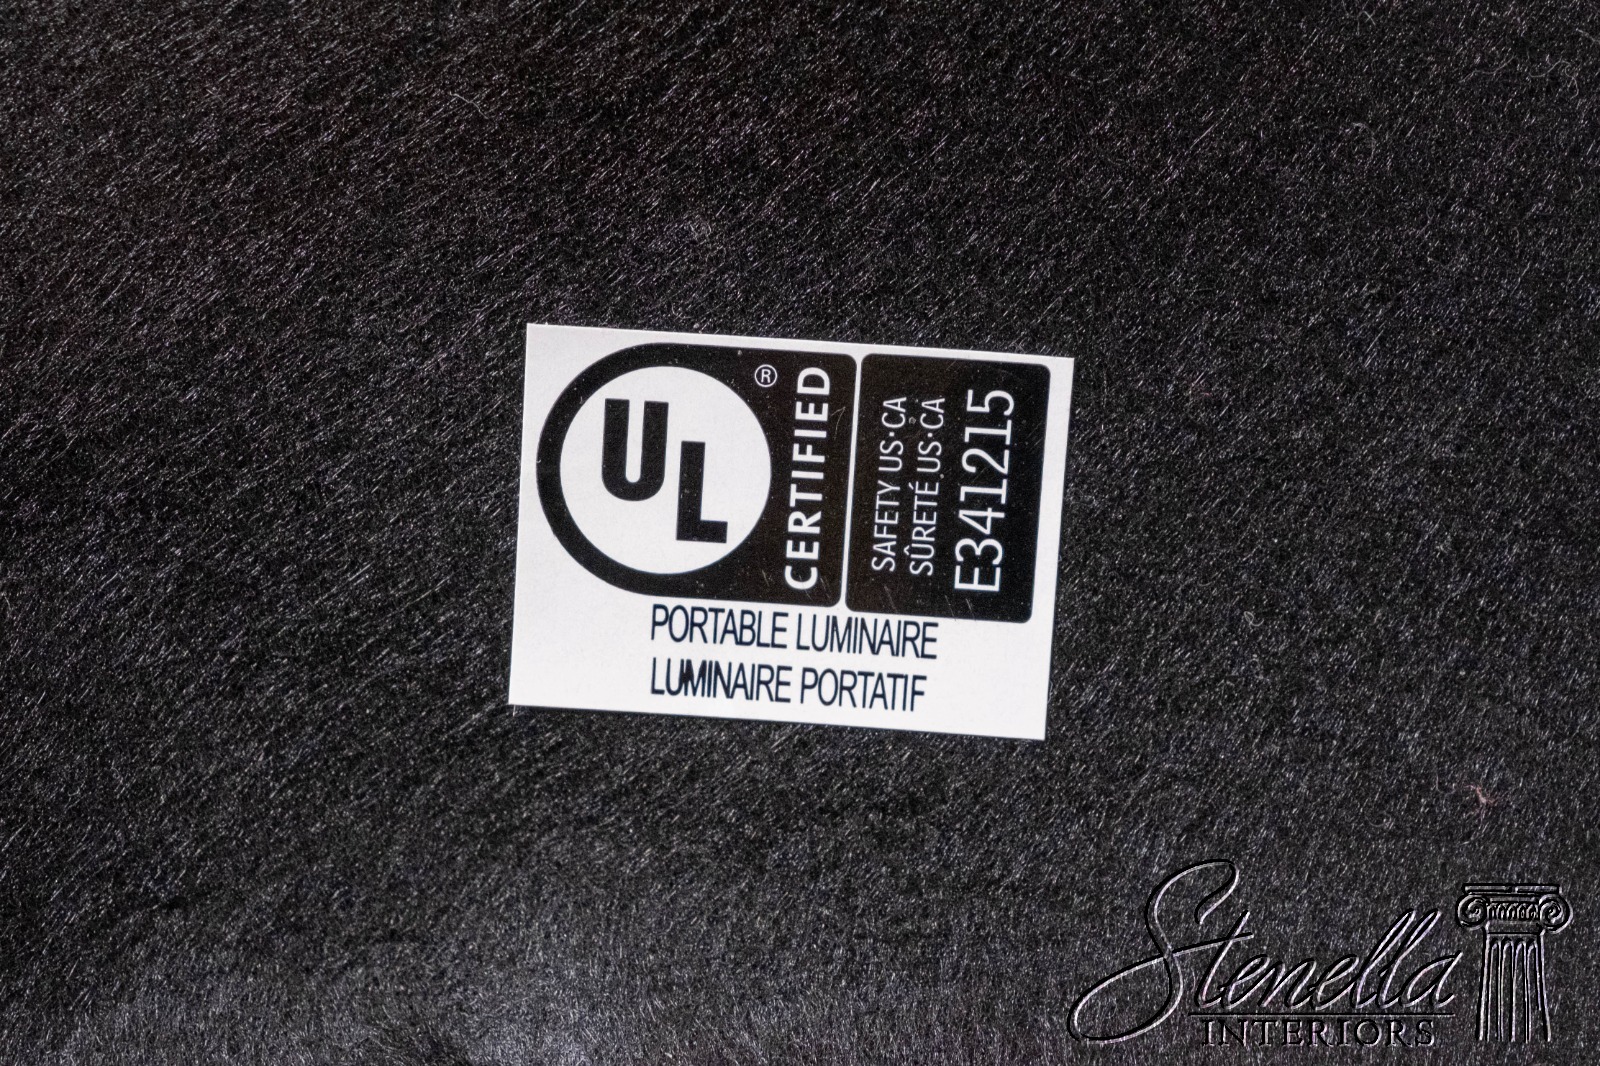 UL
®
CERTIFIED
SAFETY US·CA
SÛRETÉ US·CA
E341215
PORTABLE LUMINAIRE
LUMINAIRE PORTATIF
Stenella
INTERIORS